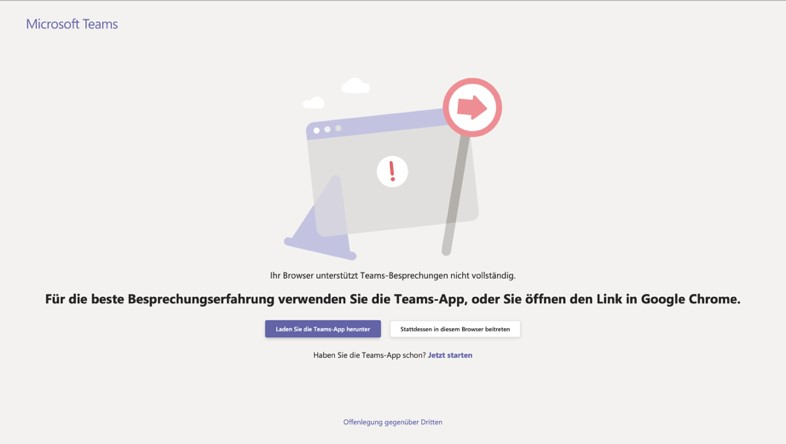 Microsoft Teams
Ihr Browser unterstützt Teams-Besprechungen nicht vollständig.
Für die beste Besprechungserfahrung verwenden Sie die Teams-App, oder Sie öffnen den Link in Google Chrome.
Laden Sie die Teams-App herunter
Stattdessen in diesem Browser beitreten
Haben Sie die Teams-App schon? Jetzt starten
Offenlegung gegenüber Dritten